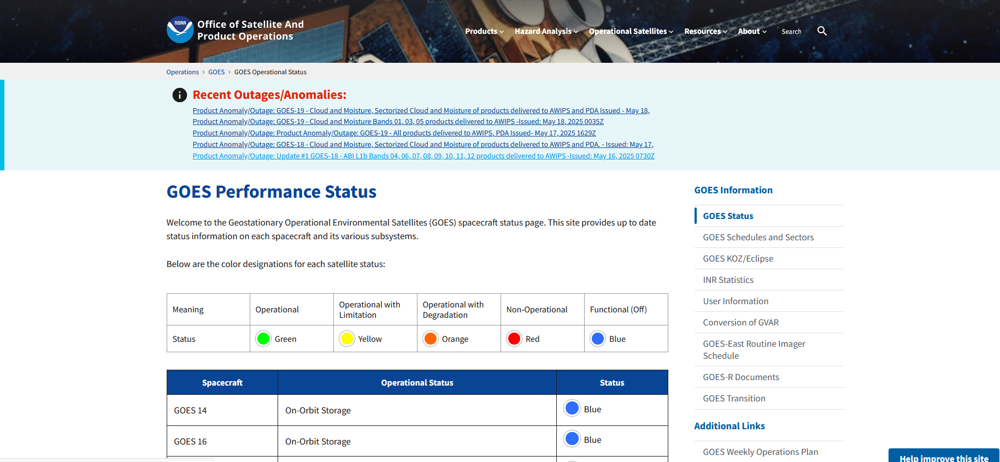 NOAA
Office of Satellite And
Product Operations
Products
Hazard Analysis
Operational Satellites
Resources
About
Search
Operations > GOES > GOES Operational Status
Recent Outages/Anomalies:
Product Anomaly/Outage: GOES-19 - Cloud and Moisture, Sectorized Cloud and Moisture of products delivered to AWIPS and PDA Issued - May 18,
Product Anomaly/Outage: GOES-19 - Cloud and Moisture Bands 01, 03, 05 products delivered to AWIPS -Issued: May 18, 2025 0035Z
Product Anomaly/Outage: Product Anomaly/Outage: GOES-19 - All products delivered to AWIPS, PDA Issued- May 17, 2025 1629Z
Product Anomaly/Outage: GOES-18 - Cloud and Moisture, Sectorized Cloud and Moisture of products delivered to AWIPS and PDA. - Issued: May 17,
Product Anomaly/Outage: Update #1 GOES-18 - ABI L1b Bands 04, 06, 07, 08, 09, 10, 11, 12 products delivered to AWIPS -Issued: May 16, 2025 0730Z
GOES Performance Status
Welcome to the Geostationary Operational Environmental Satellites (GOES) spacecraft status page. This site provides up to date
status information on each spacecraft and its various subsystems.
Below are the color designations for each satellite status:
Meaning
Operational
Operational with
Limitation
Operational with
Degradation
Non-Operational
Functional (Off)
Status
Green
Yellow
Orange
Red
Blue
Spacecraft
Operational Status
Status
GOES 14
On-Orbit Storage
Blue
GOES 16
On-Orbit Storage
Blue
GOES Information
GOES Status
GOES Schedules and Sectors
GOES KOZ/Eclipse
INR Statistics
User Information
Conversion of GVAR
GOES-East Routine Imager
Schedule
GOES-R Documents
GOES Transition
Additional Links
GOES Weekly Operations Plan
Help improve this site